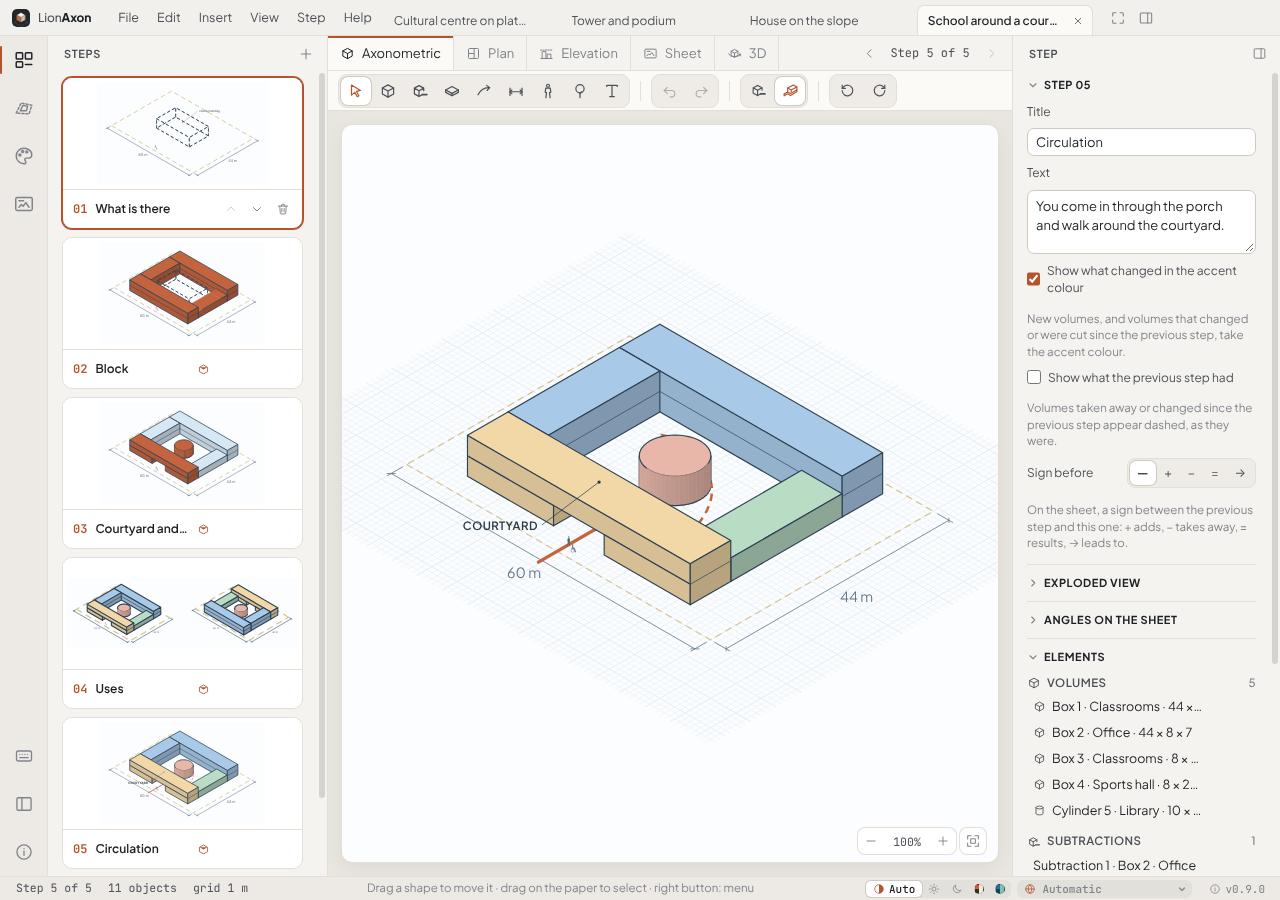 LionAxon File Edit Insert View Step Help Cultural centre on plat... Tower and podium House on the slope School around a cour...
STEPS
Axonometric Plan Elevation Sheet 3D Step 5 of 5
STEP
01 What is there
02 Block
03 Courtyard and...
04 Uses
05 Circulation
COURTYARD
60 m
44 m
100%
STEP 05
Title
Circulation
Text
You come in through the porch
and walk around the courtyard.
Show what changed in the accent
colour
New volumes, and volumes that changed
or were cut since the previous step, take
the accent colour.
Show what the previous step had
Volumes taken away or changed since the
previous step appear dashed, as they
were.
Sign before — + − = →
On the sheet, a sign between the previous
step and this one: + adds, − takes away, =
results, → leads to.
EXPLODED VIEW
ANGLES ON THE SHEET
ELEMENTS
VOLUMES 5
Box 1 · Classrooms · 44 ×...
Box 2 · Office · 44 × 8 × 7
Box 3 · Classrooms · 8 × ...
Box 4 · Sports hall · 8 × 2...
Cylinder 5 · Library · 10 × ...
SUBTRACTIONS 1
Subtraction 1 · Box 2 · Office
Step 5 of 5 11 objects grid 1 m Drag a shape to move it · drag on the paper to select · right button: menu Auto Automatic v0.9.0